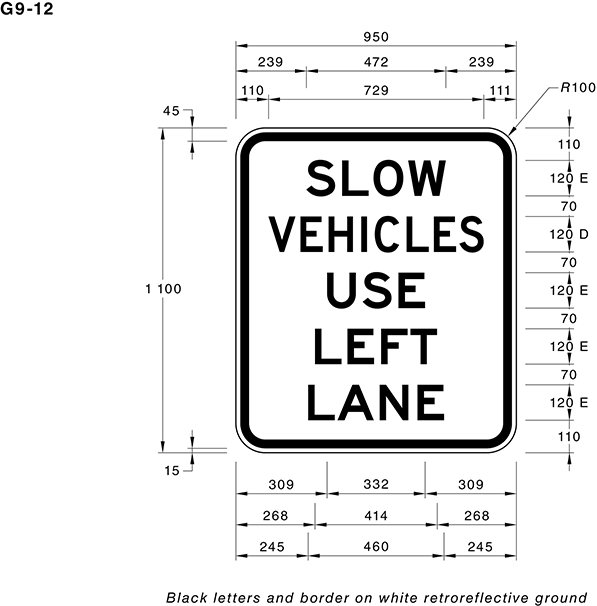 G9-12
950
239 472 239
110 729 111
R100
45
110
SLOW
120 E
70
VEHICLES
120 D
70
1 100
USE
120 E
70
LEFT
120 E
70
LANE
120 E
110
15
309 332 309
268 414 268
245 460 245
Black letters and border on white retroreflective ground